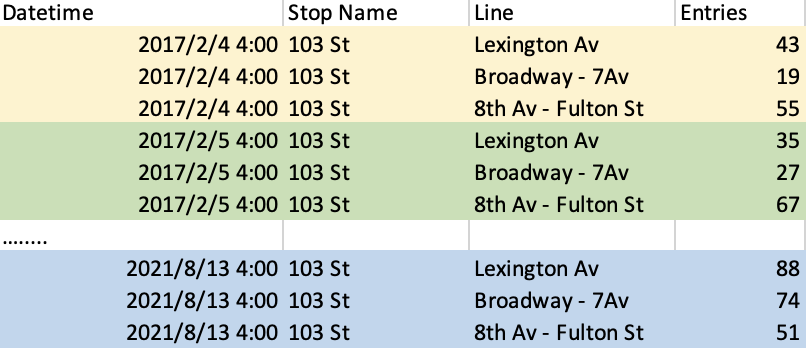 Datetime Stop Name Line Entries
2017/2/4 4:00 103 St Lexington Av 43
2017/2/4 4:00 103 St Broadway - 7Av 19
2017/2/4 4:00 103 St 8th Av - Fulton St 55
2017/2/5 4:00 103 St Lexington Av 35
2017/2/5 4:00 103 St Broadway - 7Av 27
2017/2/5 4:00 103 St 8th Av - Fulton St 67
........
2021/8/13 4:00 103 St Lexington Av 88
2021/8/13 4:00 103 St Broadway - 7Av 74
2021/8/13 4:00 103 St 8th Av - Fulton St 51